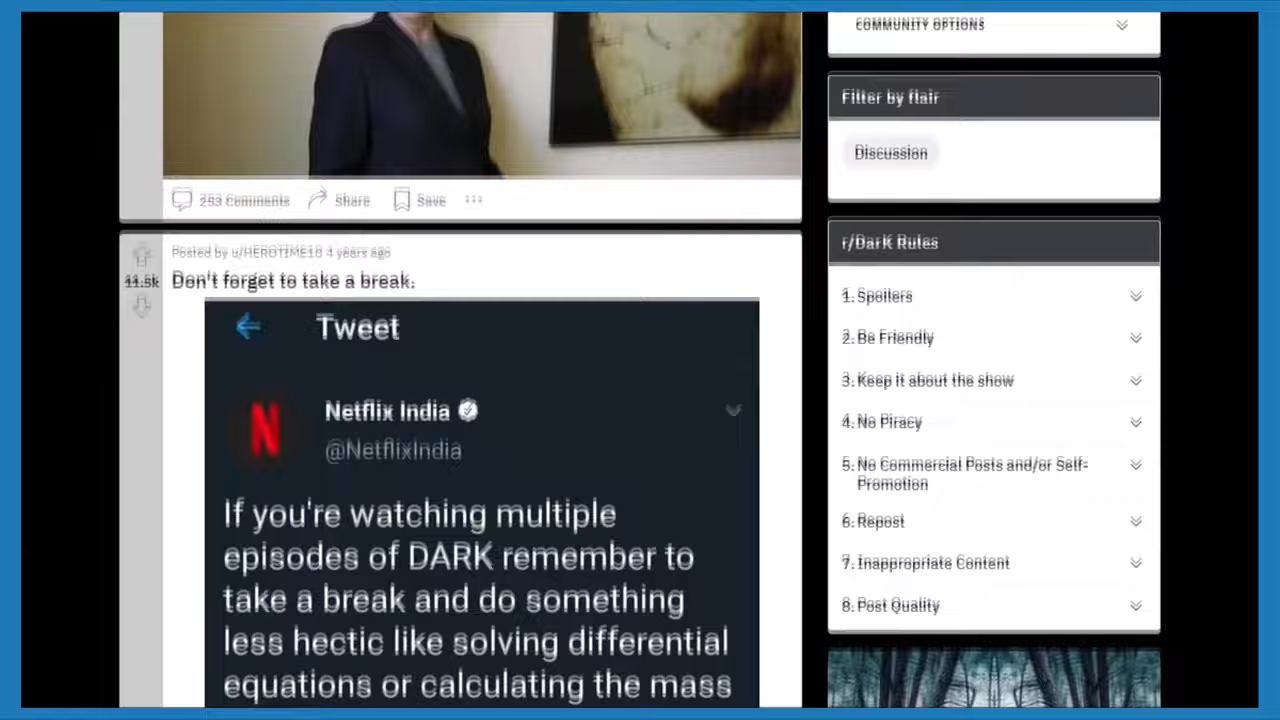 253 Comments Share Save
Posted by u/HEROTIME10 4 years ago
11.5k
Don't forget to take a break.
Tweet
N
Netflix India
@NetflixIndia
If you're watching multiple
episodes of DARK remember to
take a break and do something
less hectic like solving differential
equations or calculating the mass
COMMUNITY OPTIONS
Filter by flair
Discussion
r/DarK Rules
1. Spoilers
2. Be Friendly
3. Keep it about the show
4. No Piracy
5. No Commercial Posts and/or Self-
Promotion
6. Repost
7. Inappropriate Content
8. Post Quality